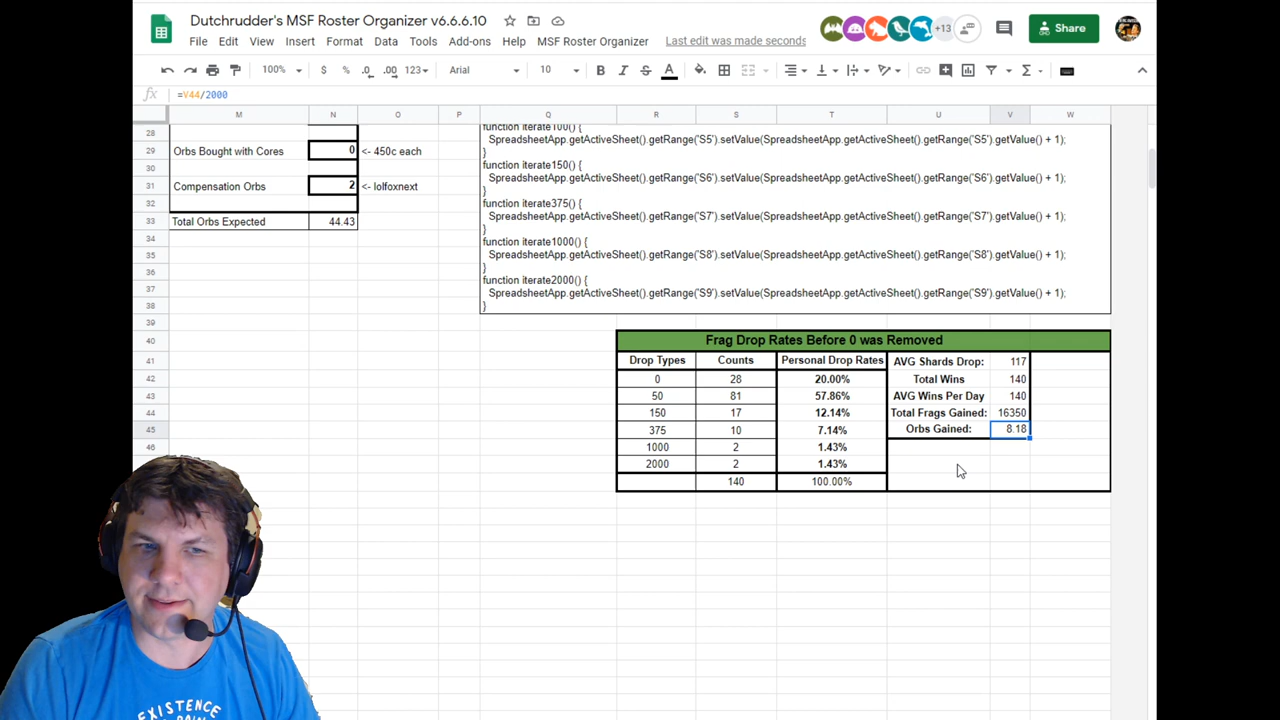 Dutchrudder's MSF Roster Organizer v6.6.6.10
+13
Share
File Edit View Insert Format Data Tools Add-ons Help MSF Roster Organizer Last edit was made seconds
100% $ % .0 .00 123 Arial 10 B I S A
fx =V44/2000
M N O P Q R S T U V W
28 function iterate100() {
SpreadsheetApp.getActiveSheet().getRange('S5').setValue(SpreadsheetApp.getActiveSheet().getRange('S5').getValue() + 1);
29 Orbs Bought with Cores 0 <- 450c each }
30 function iterate150() {
31 Compensation Orbs 2 <- lolfoxnext SpreadsheetApp.getActiveSheet().getRange('S6').setValue(SpreadsheetApp.getActiveSheet().getRange('S6').getValue() + 1);
}
32 function iterate375() {
33 Total Orbs Expected 44.43 SpreadsheetApp.getActiveSheet().getRange('S7').setValue(SpreadsheetApp.getActiveSheet().getRange('S7').getValue() + 1);
}
34 function iterate1000() {
35 SpreadsheetApp.getActiveSheet().getRange('S8').setValue(SpreadsheetApp.getActiveSheet().getRange('S8').getValue() + 1);
36 }
function iterate2000() {
37 SpreadsheetApp.getActiveSheet().getRange('S9').setValue(SpreadsheetApp.getActiveSheet().getRange('S9').getValue() + 1);
38 }
39
40 Frag Drop Rates Before 0 was Removed
41 Drop Types Counts Personal Drop Rates AVG Shards Drop: 117
42 0 28 20.00% Total Wins 140
43 50 81 57.86% AVG Wins Per Day 140
44 150 17 12.14% Total Frags Gained: 16350
45 375 10 7.14% Orbs Gained: 8.18
46 1000 2 1.43%
2000 2 1.43%
140 100.00%
EXISTENCE